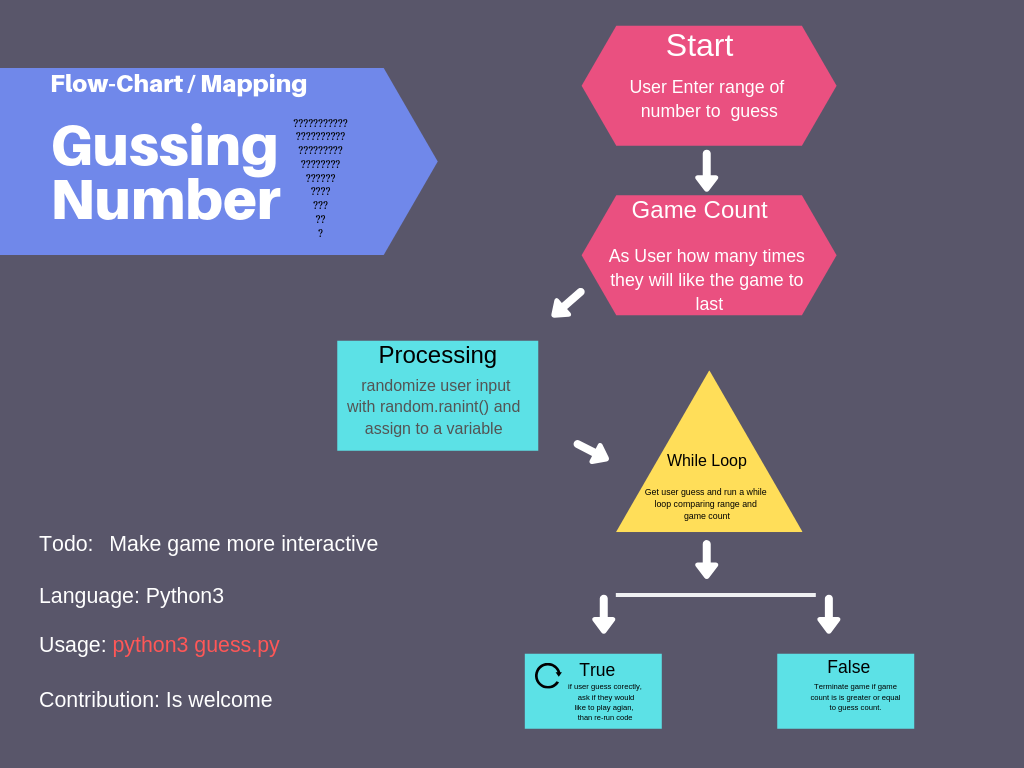 Flow-Chart / Mapping
Gussing
Number
???????????
??????????
?????????
????????
??????
????
???
??
?
Start
User Enter range of
number to guess
Game Count
As User how many times
they will like the game to
last
Processing
randomize user input
with random.ranint() and
assign to a variable
While Loop
Get user guess and run a while
loop comparing range and
game count
True
if user guess corectly,
ask if they would
like to play agian,
than re-run code
False
Terminate game if game
count is is greater or equal
to guess count.
Todo: Make game more interactive
Language: Python3
Usage: python3 guess.py
Contribution: Is welcome